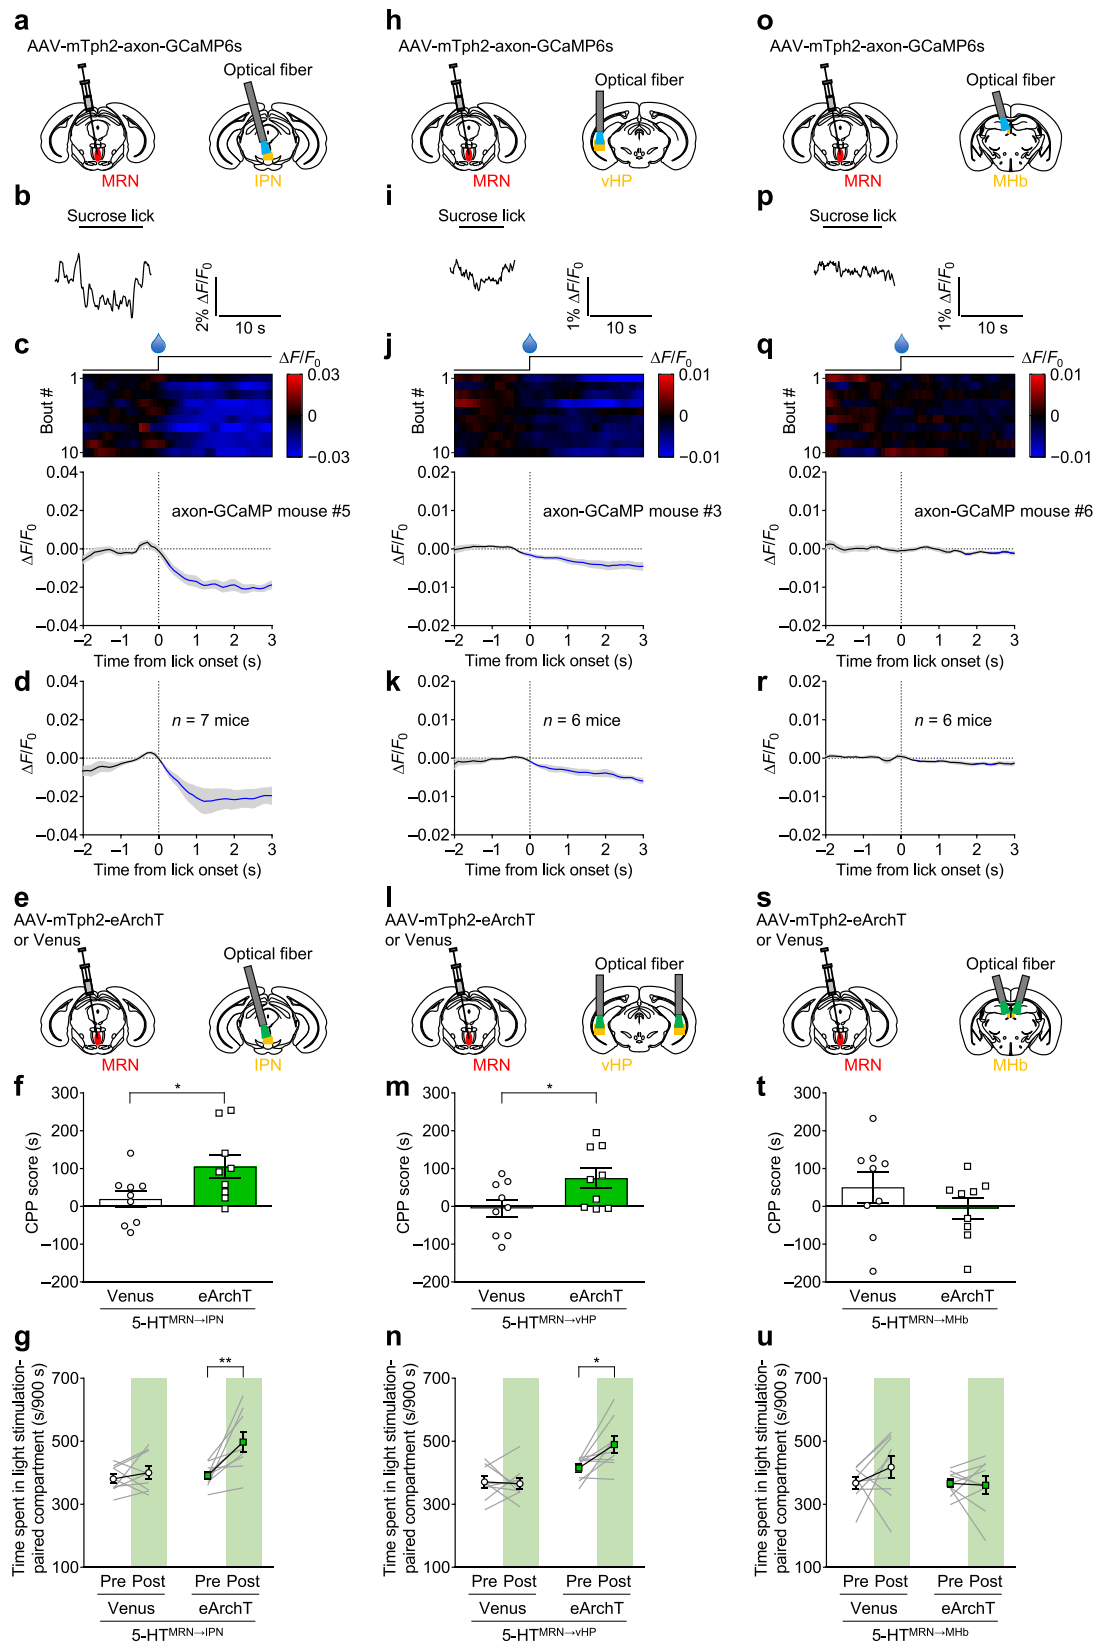 a
AAV-mTph2-axon-GCaMP6s
Optical fiber
MRN
IPN
b
Sucrose lick
2% ΔF/F0
10 s
c
ΔF/F0
Bout #
1
10
0.03
0
−0.03
0.04
0.02
0.00
−0.02
−0.04
ΔF/F0
axon-GCaMP mouse #5
−2 −1 0 1 2 3
Time from lick onset (s)
d
0.04
0.02
0.00
−0.02
−0.04
ΔF/F0
n = 7 mice
−2 −1 0 1 2 3
Time from lick onset (s)
e
AAV-mTph2-eArchT
or Venus
Optical fiber
MRN
IPN
f
*
300
200
100
0
−100
−200
CPP score (s)
Venus eArchT
5-HTMRN→IPN
g
**
700
500
300
100
Time spent in light stimulation-
paired compartment (s/900 s)
Pre Post Pre Post
Venus eArchT
5-HTMRN→IPN
h
AAV-mTph2-axon-GCaMP6s
Optical fiber
MRN
vHP
i
Sucrose lick
1% ΔF/F0
10 s
j
ΔF/F0
Bout #
1
10
0.01
0
−0.01
0.02
0.01
0.00
−0.01
−0.02
ΔF/F0
axon-GCaMP mouse #3
−2 −1 0 1 2 3
Time from lick onset (s)
k
0.02
0.01
0.00
−0.01
−0.02
ΔF/F0
n = 6 mice
−2 −1 0 1 2 3
Time from lick onset (s)
l
AAV-mTph2-eArchT
or Venus
Optical fiber
MRN
vHP
m
*
300
200
100
0
−100
−200
CPP score (s)
Venus eArchT
5-HTMRN→vHP
n
*
700
500
300
100
Time spent in light stimulation-
paired compartment (s/900 s)
Pre Post Pre Post
Venus eArchT
5-HTMRN→vHP
o
AAV-mTph2-axon-GCaMP6s
Optical fiber
MRN
MHb
p
Sucrose lick
1% ΔF/F0
10 s
q
ΔF/F0
Bout #
1
10
0.01
0
−0.01
0.02
0.01
0.00
−0.01
−0.02
ΔF/F0
axon-GCaMP mouse #6
−2 −1 0 1 2 3
Time from lick onset (s)
r
0.02
0.01
0.00
−0.01
−0.02
ΔF/F0
n = 6 mice
−2 −1 0 1 2 3
Time from lick onset (s)
s
AAV-mTph2-eArchT
or Venus
Optical fiber
MRN
MHb
t
300
200
100
0
−100
−200
CPP score (s)
Venus eArchT
5-HTMRN→MHb
u
700
500
300
100
Time spent in light stimulation-
paired compartment (s/900 s)
Pre Post Pre Post
Venus eArchT
5-HTMRN→MHb